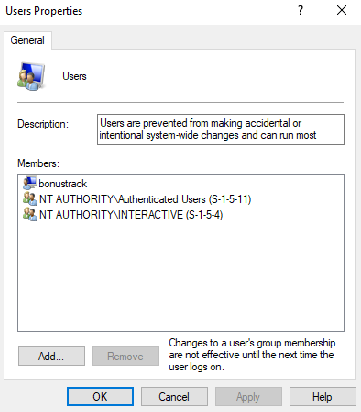 Users Properties
General
Users
Description:
Users are prevented from making accidental or
intentional system-wide changes and can run most
Members:
bonustrack
NT AUTHORITY\Authenticated Users (S-1-5-11)
NT AUTHORITY\INTERACTIVE (S-1-5-4)
Add...
Remove
Changes to a user's group membership
are not effective until the next time the
user logs on.
OK
Cancel
Apply
Help